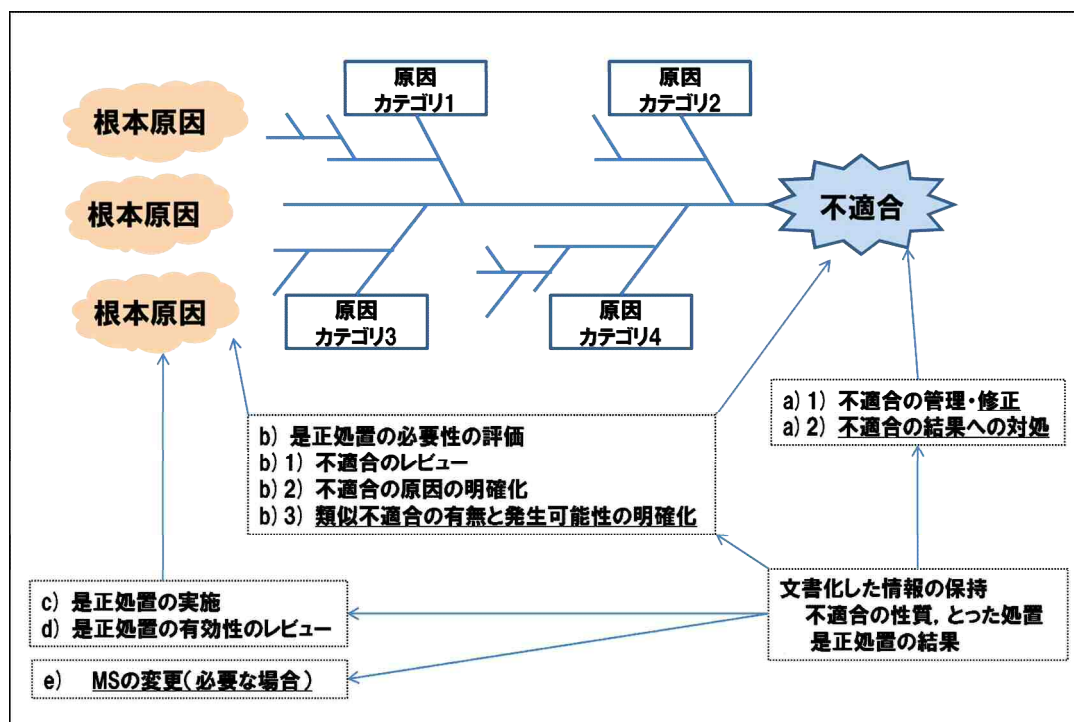 原因
カテゴリ1
原因
カテゴリ2
根本原因
根本原因
不適合
根本原因
原因
カテゴリ3
原因
カテゴリ4
a) 1) 不適合の管理・修正
a) 2) 不適合の結果への対処
b) 是正処置の必要性の評価
b) 1) 不適合のレビュー
b) 2) 不適合の原因の明確化
b) 3) 類似不適合の有無と発生可能性の明確化
c) 是正処置の実施
d) 是正処置の有効性のレビュー
文書化した情報の保持
不適合の性質, とった処置
是正処置の結果
e) MSの変更(必要な場合)